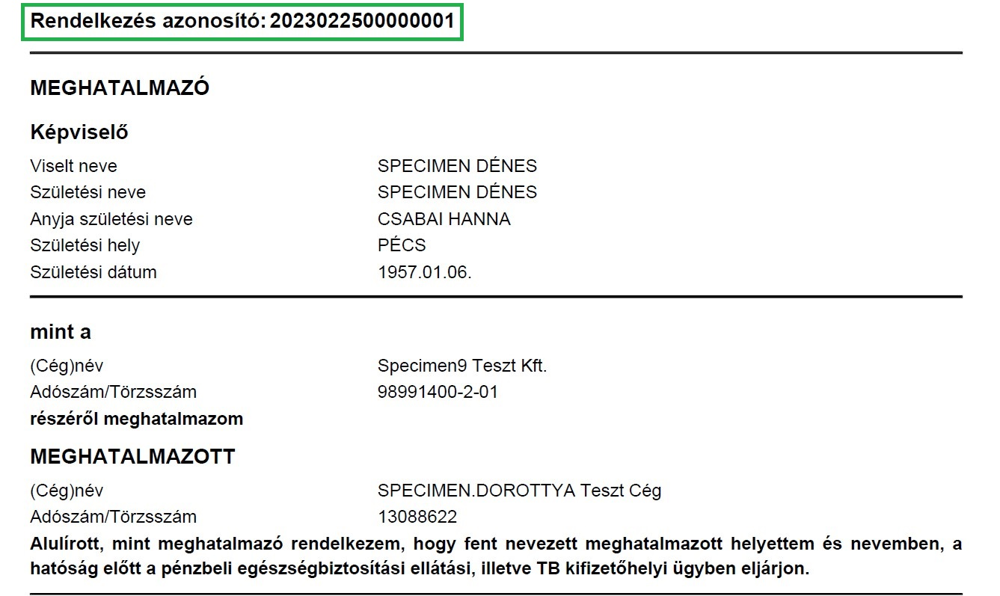 Rendelkezés azonosító: 2023022500000001
MEGHATALMAZÓ
Képviselő
Viselt neve SPECIMEN DÉNES
Születési neve SPECIMEN DÉNES
Anyja születési neve CSABAI HANNA
Születési hely PÉCS
Születési dátum 1957.01.06.
mint a
(Cég)név Specimen9 Teszt Kft.
Adószám/Törzsszám 98991400-2-01
részéről meghatalmazom
MEGHATALMAZOTT
(Cég)név SPECIMEN.DOROTTYA Teszt Cég
Adószám/Törzsszám 13088622
Alulírott, mint meghatalmazó rendelkezem, hogy fent nevezett meghatalmazott helyettem és nevemben, a
hatóság előtt a pénzbeli egészségbiztosítási ellátási, illetve TB kifizetőhelyi ügyben eljárjon.